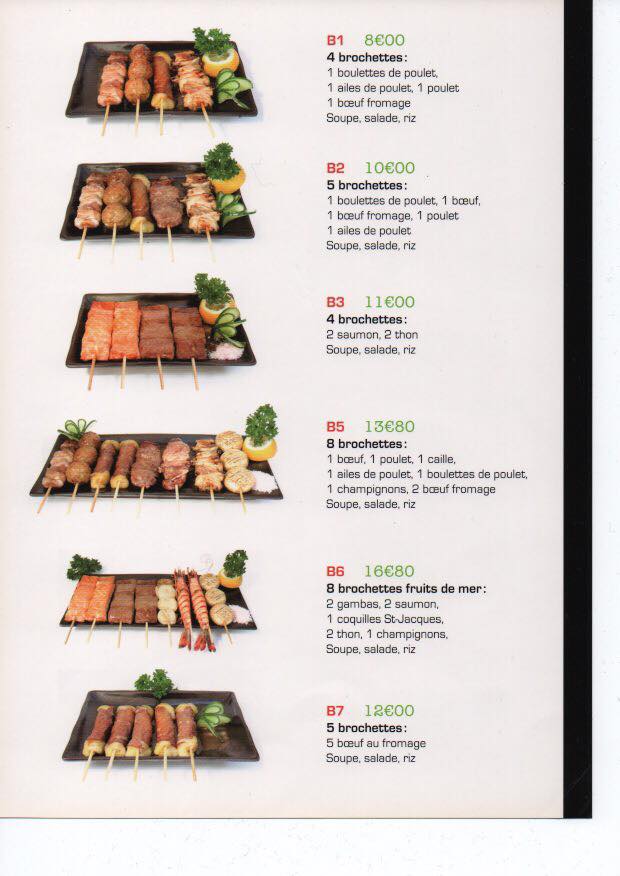 B1 8€00
4 brochettes:
1 boulettes de poulet,
1 ailes de poulet, 1 poulet
1 bœuf fromage
Soupe, salade, riz
B2 10€00
5 brochettes:
1 boulettes de poulet, 1 bœuf,
1 bœuf fromage, 1 poulet
1 ailes de poulet
Soupe, salade, riz
B3 11€00
4 brochettes:
2 saumon, 2 thon
Soupe, salade, riz
B5 13€80
8 brochettes:
1 bœuf, 1 poulet, 1 caille,
1 ailes de poulet, 1 boulettes de poulet,
1 champignons, 2 bœuf fromage
Soupe, salade, riz
B6 16€80
8 brochettes fruits de mer:
2 gambas, 2 saumon,
1 coquilles St-Jacques,
2 thon, 1 champignons,
Soupe, salade, riz
B7 12€00
5 brochettes:
5 bœuf au fromage
Soupe, salade, riz